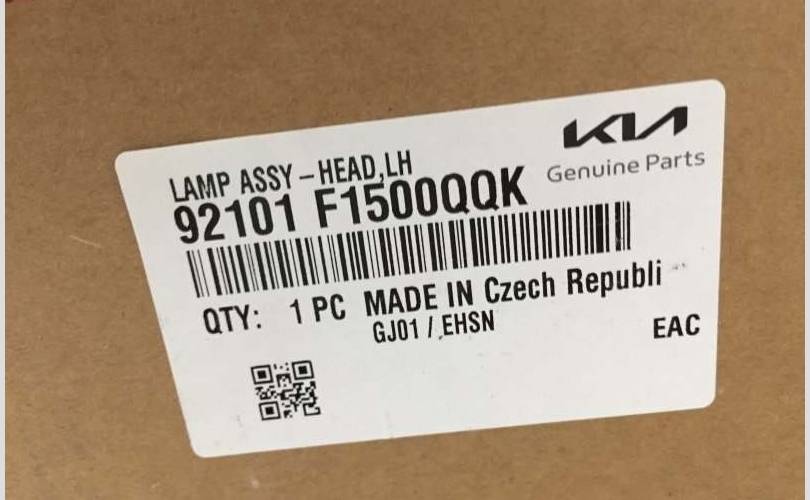 KIA
Genuine Parts
LAMP ASSY – HEAD,LH
92101 F1500QQK
QTY: 1 PC MADE IN Czech Republi
GJ01 / EHSN
EAC